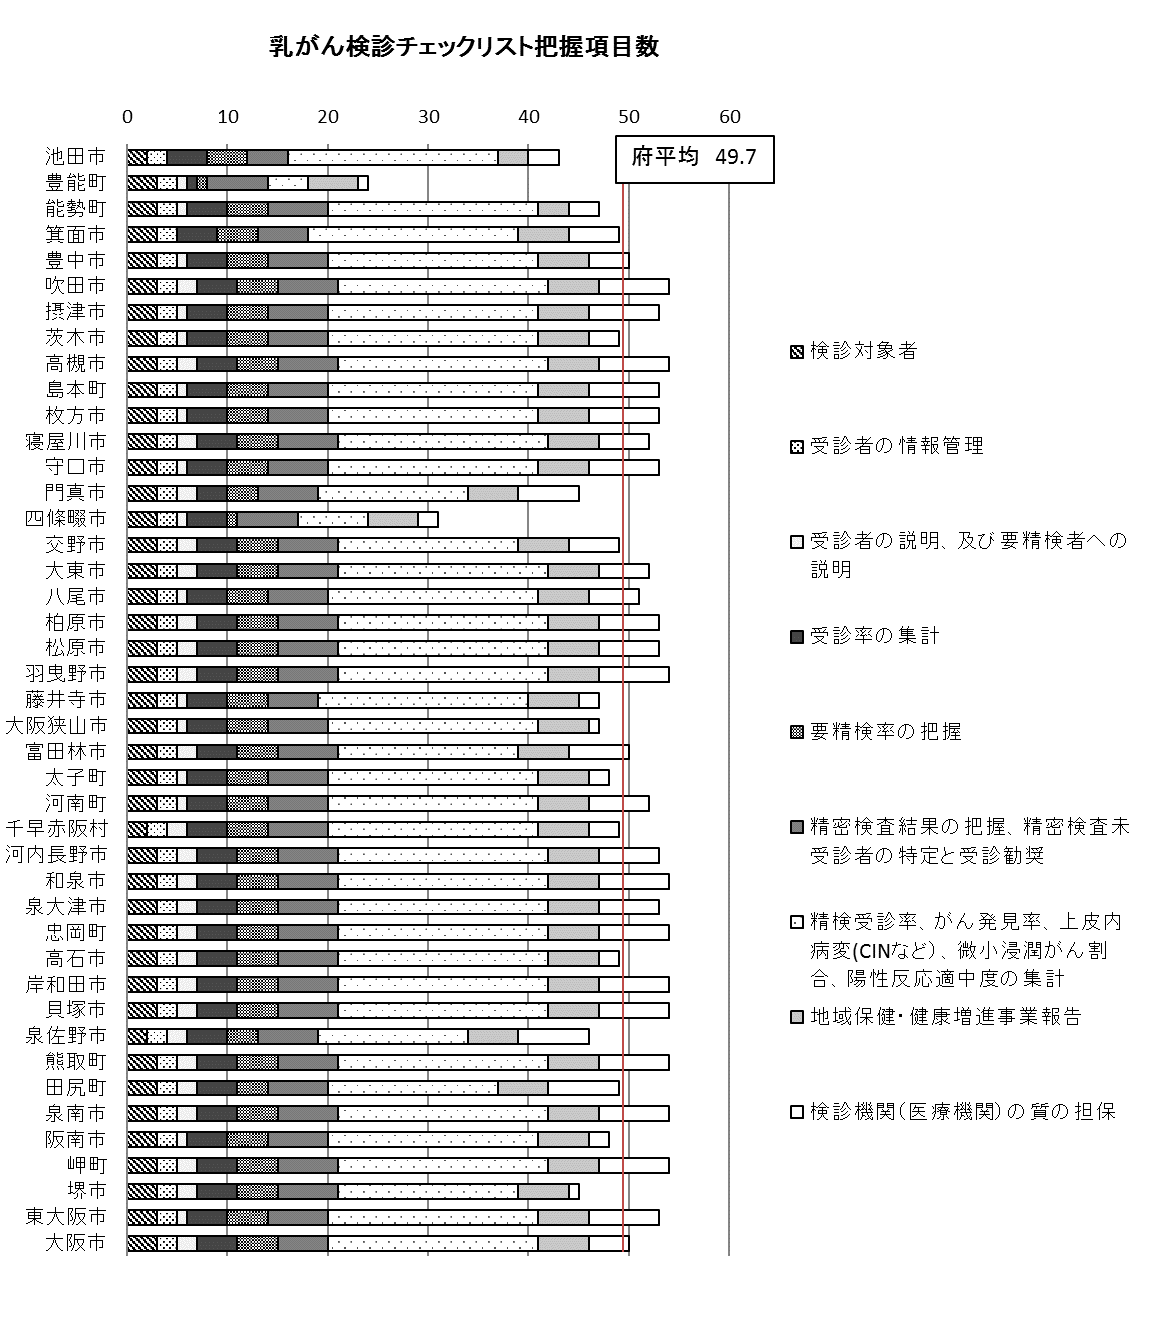 乳がん検診チェックリスト把握項目数
0 10 20 30 40 50 60
府平均 49.7
池田市
豊能町
能勢町
箕面市
豊中市
吹田市
摂津市
茨木市
高槻市
島本町
枚方市
寝屋川市
守口市
門真市
四條畷市
交野市
大東市
八尾市
柏原市
松原市
羽曳野市
藤井寺市
大阪狭山市
富田林市
太子町
河南町
千早赤阪村
河内長野市
和泉市
泉大津市
忠岡町
高石市
岸和田市
貝塚市
泉佐野市
熊取町
田尻町
泉南市
阪南市
岬町
堺市
東大阪市
大阪市
検診対象者
受診者の情報管理
受診者の説明、及び要精検者への
説明
受診率の集計
要精検率の把握
精密検査結果の把握、精密検査未
受診者の特定と受診勧奨
精検受診率、がん発見率、上皮内
病変(CINなど)、微小浸潤がん割
合、陽性反応適中度の集計
地域保健・健康増進事業報告
検診機関(医療機関)の質の担保